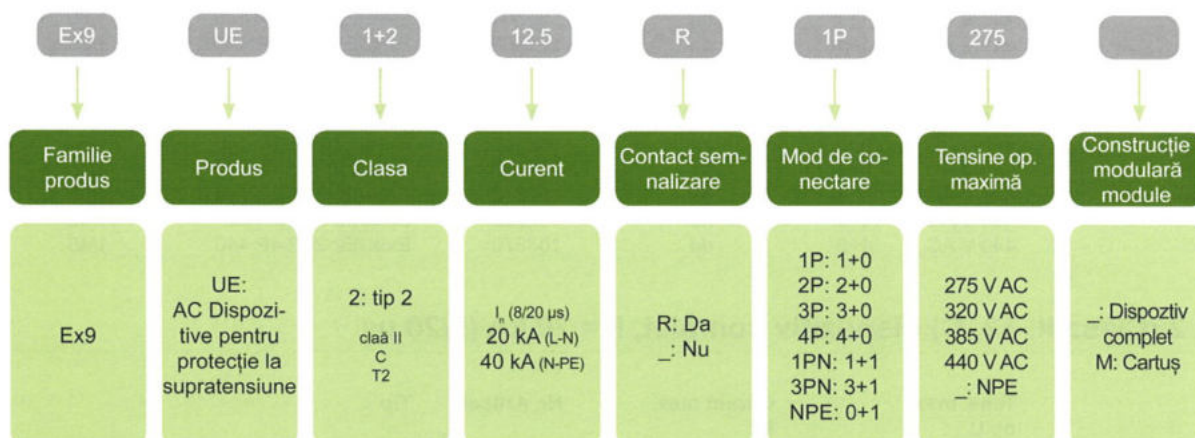 Ex9
UE
1+2
12.5
R
1P
275
Familie
produs
Produs
Clasa
Curent
Contact sem-
nalizare
Mod de co-
nectare
Tensine op.
maximă
Construcție
modulară
module
Ex9
UE:
AC Dispozi-
tive pentru
protecție la
supratensiune
2: tip 2
claâ II
C
T2
Iₙ (8/20 µs)
20 kA (L-N)
40 kA (N-PE)
R: Da
_: Nu
1P: 1+0
2P: 2+0
3P: 3+0
4P: 4+0
1PN: 1+1
3PN: 3+1
NPE: 0+1
275 V AC
320 V AC
385 V AC
440 V AC
_: NPE
_: Dispoztiv
complet
M: Cartuș